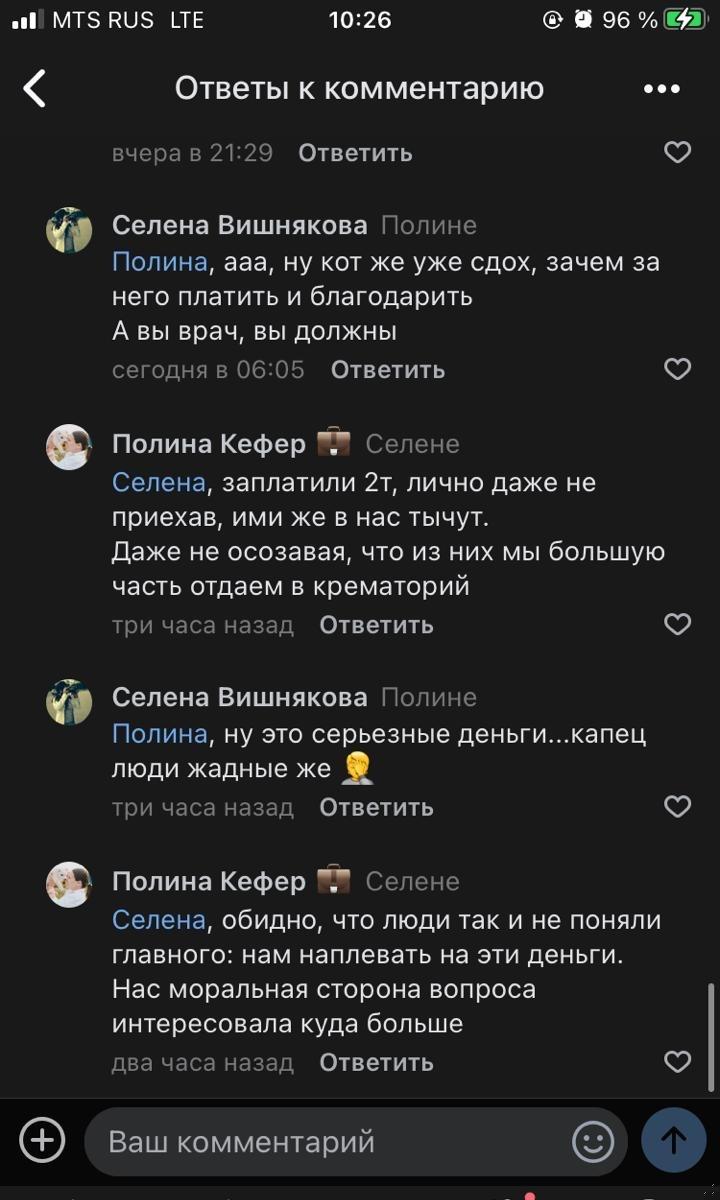 MTS RUS LTE 10:26 96 %
Ответы к комментарию
вчера в 21:29 Ответить
Селена Вишнякова Полине
Полина, ааа, ну кот же уже сдох, зачем за
него платить и благодарить
А вы врач, вы должны
сегодня в 06:05 Ответить
Полина Кефер Селене
Селена, заплатили 2т, лично даже не
приехав, ими же в нас тычут.
Даже не осозавая, что из них мы большую
часть отдаем в крематорий
три часа назад Ответить
Селена Вишнякова Полине
Полина, ну это серьезные деньги...капец
люди жадные же 🤦
три часа назад Ответить
Полина Кефер Селене
Селена, обидно, что люди так и не поняли
главного: нам наплевать на эти деньги.
Нас моральная сторона вопроса
интересовала куда больше
два часа назад Ответить
Ваш комментарий